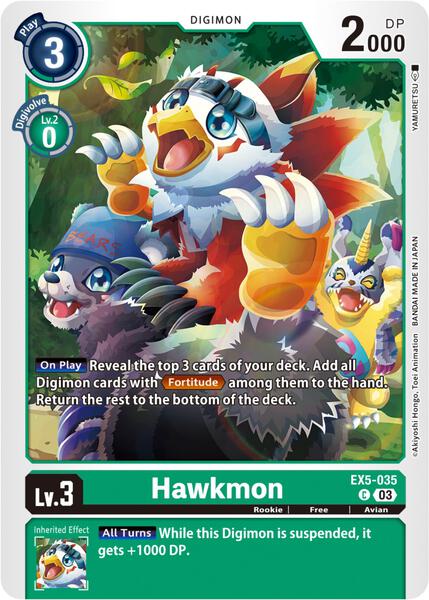 DIGIMON
Play
3
DP
2000
Digivolve
Lv.2
0
YAMURETSU
BEARS
©Akiyoshi Hongo, Toei Animation BANDAI MADE IN JAPAN
On Play Reveal the top 3 cards of your deck. Add all
Digimon cards with Fortitude among them to the hand.
Return the rest to the bottom of the deck.
Lv.3
Hawkmon
EX5-035
C 03
Rookie | Free | Avian
Inherited Effect
All Turns While this Digimon is suspended, it
gets +1000 DP.